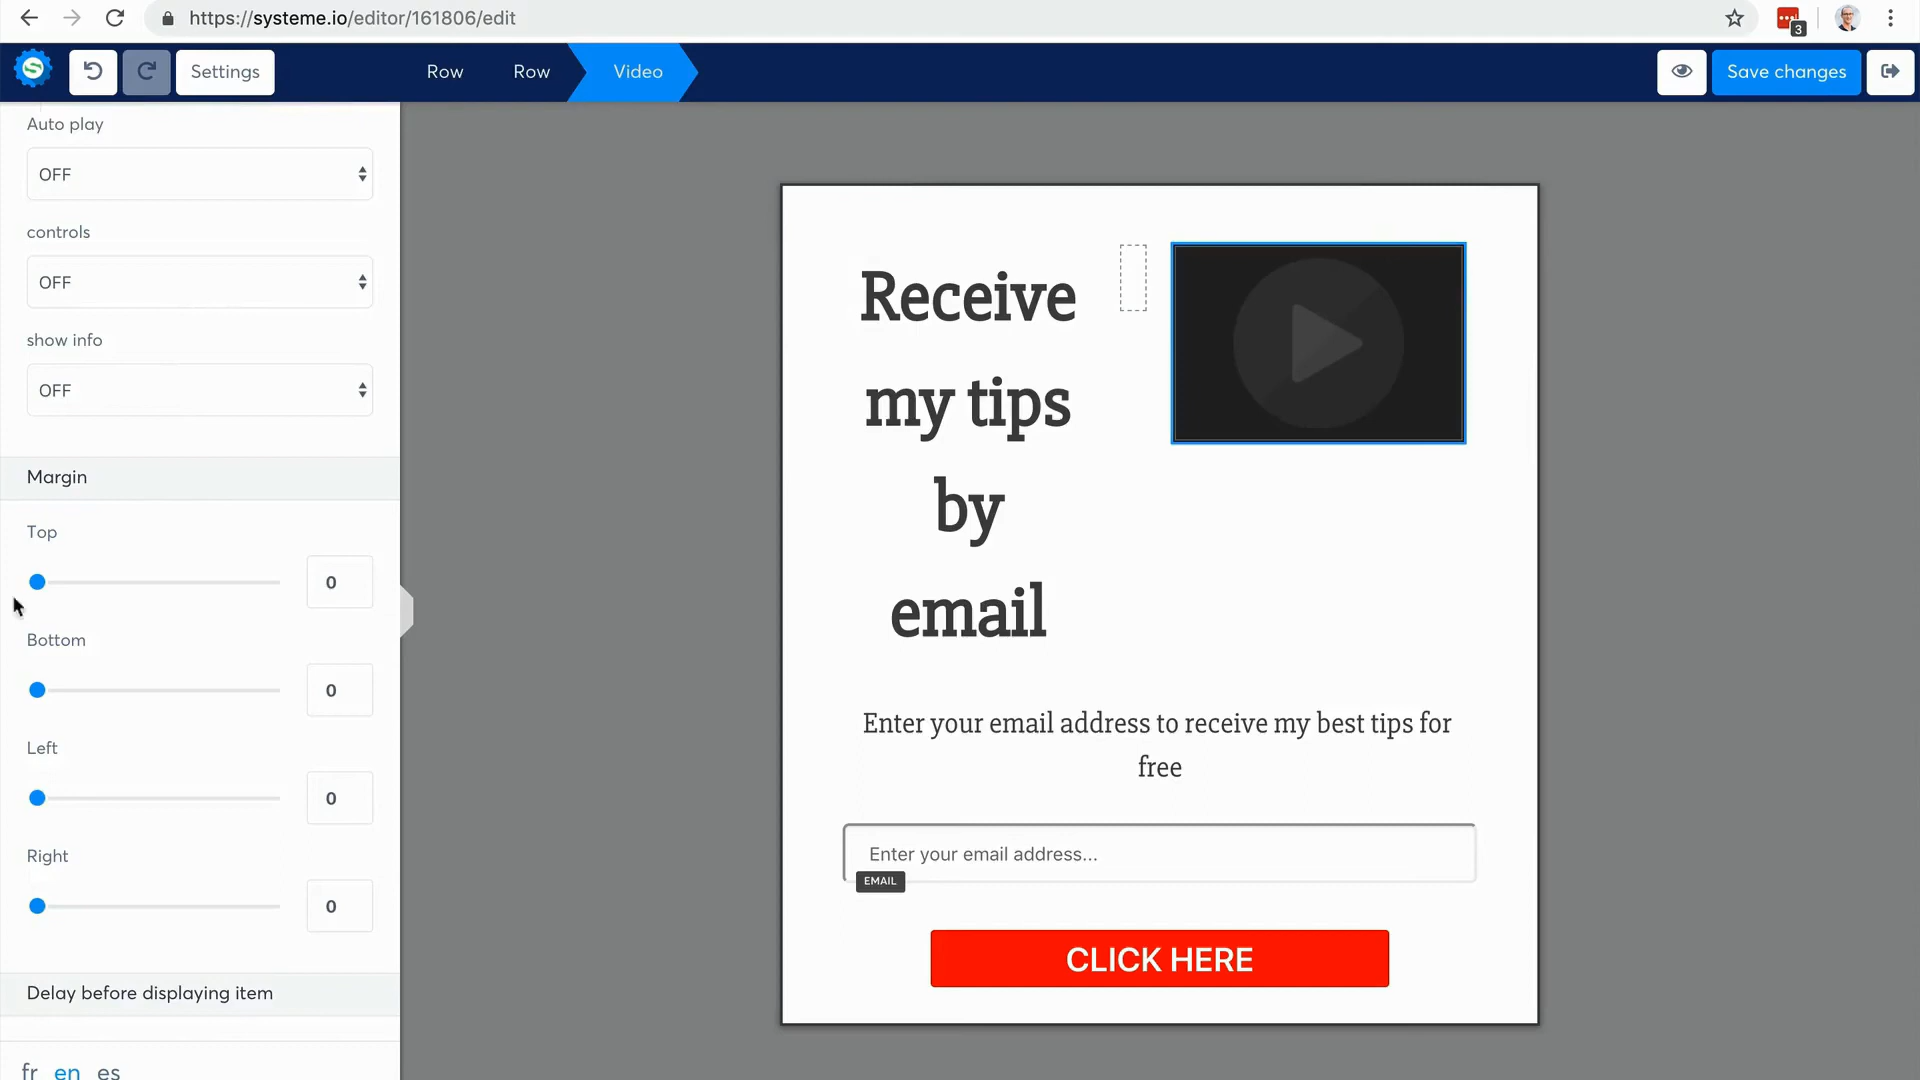 https://systeme.io/editor/161806/edit
3
Settings
Row
Row
Video
Save changes
Auto play
OFF
controls
OFF
show info
OFF
Margin
Top
0
Bottom
0
Left
0
Right
0
Delay before displaying item
fr en es
Receive
my tips
by
email
Enter your email address to receive my best tips for
free
Enter your email address...
EMAIL
CLICK HERE